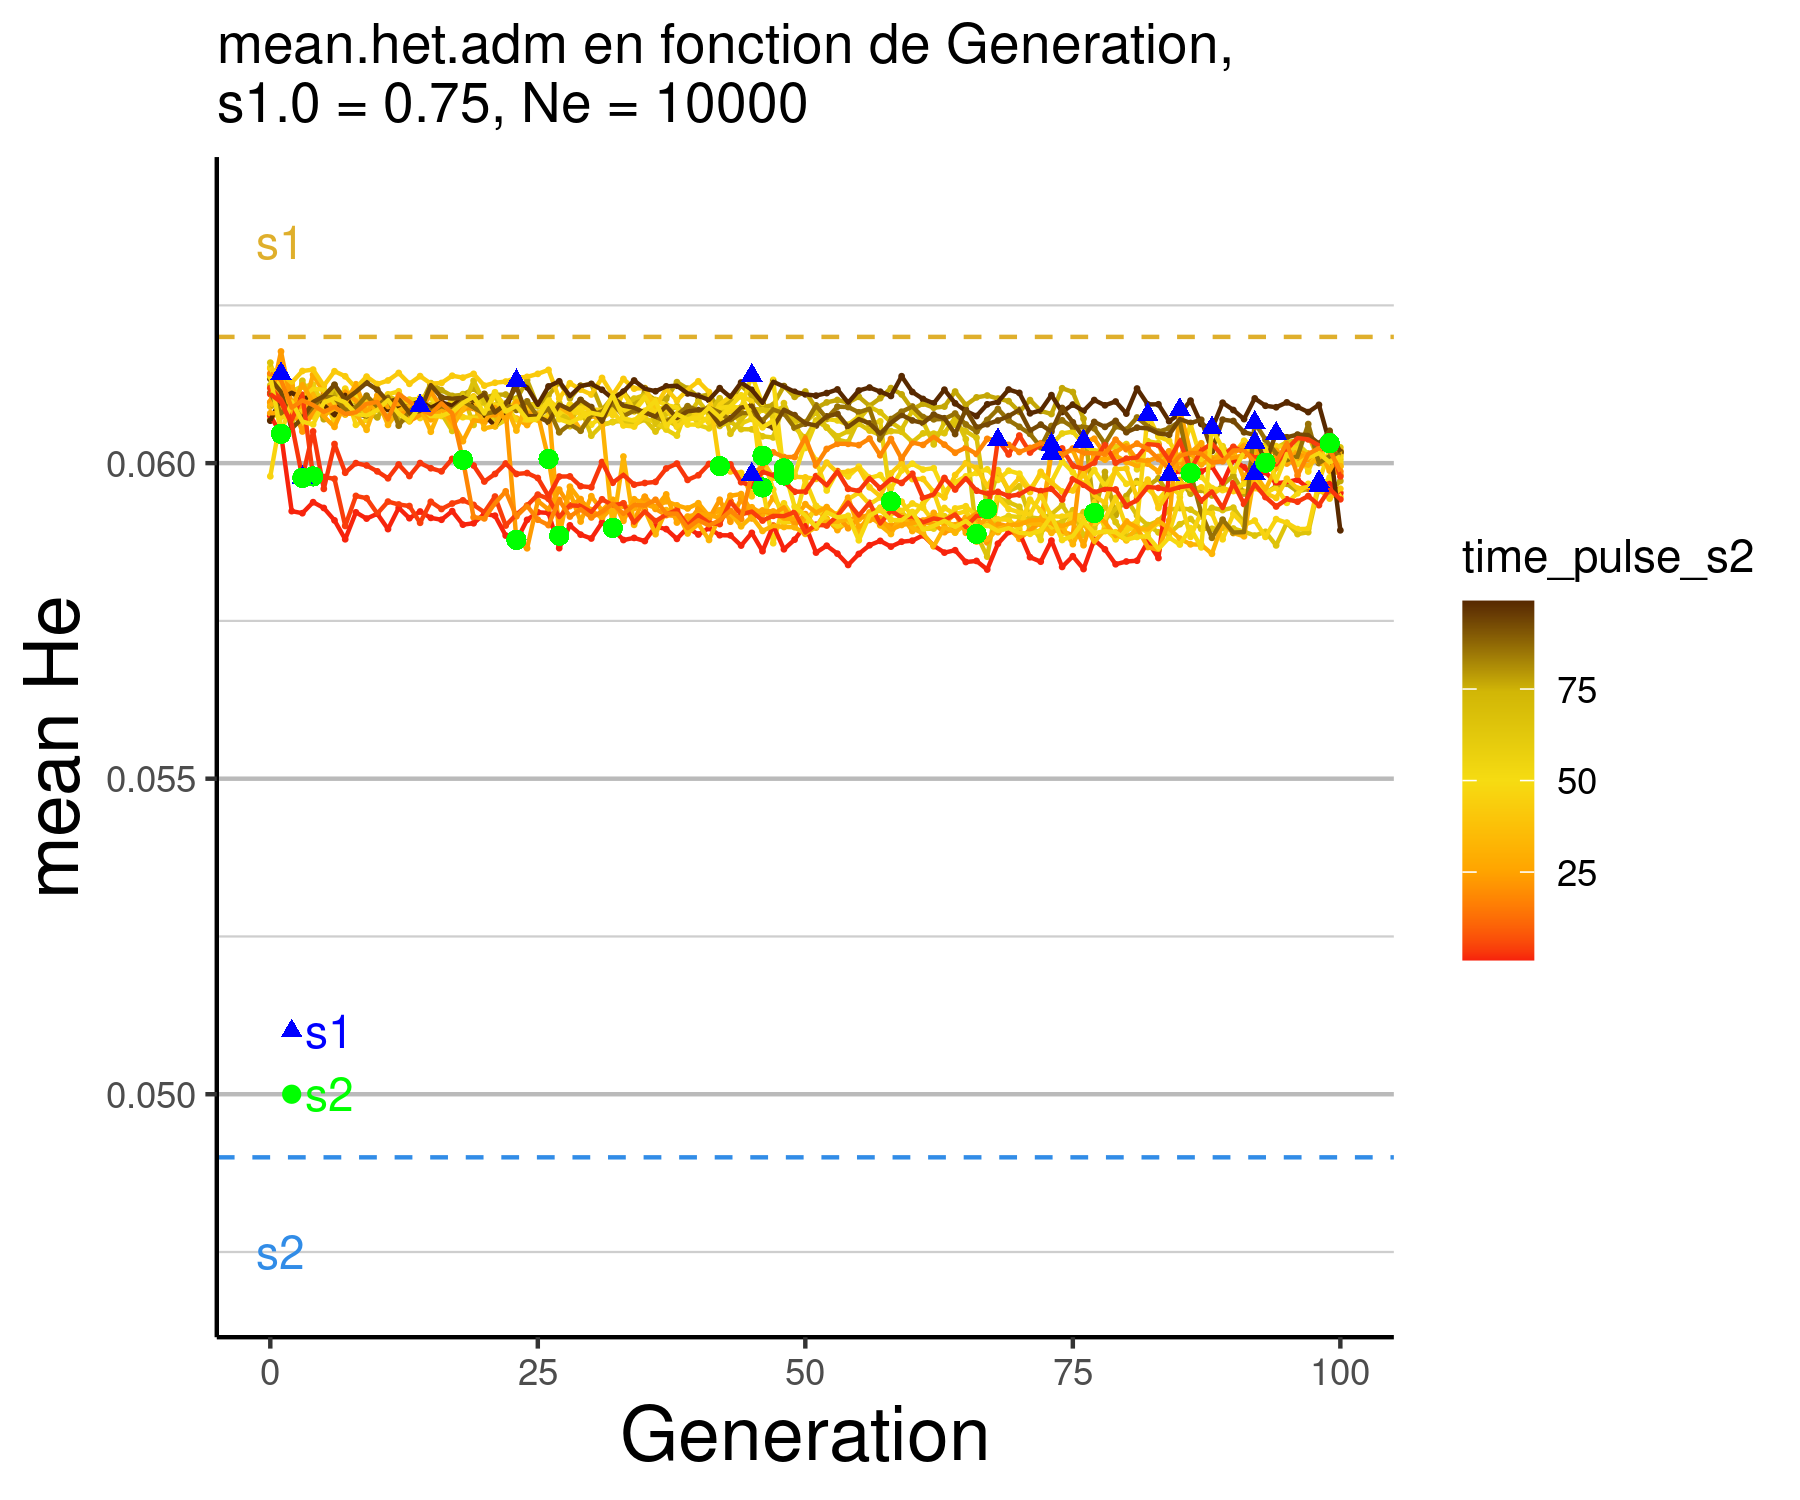 mean.het.adm en fonction de Generation,
s1.0 = 0.75, Ne = 10000
s1
0.060
0.055
0.050
s1
s2
s2
0
25
50
75
100
Generation
mean He
time_pulse_s2
75
50
25